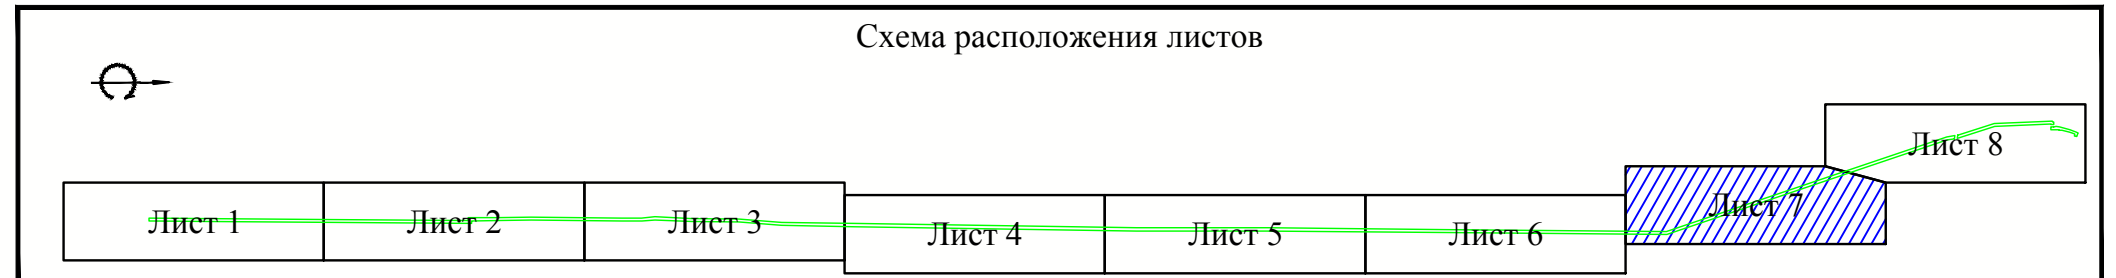 Схема расположения листов
Лист 1
Лист 2
Лист 3
Лист 4
Лист 5
Лист 6
Лист 7
Лист 8